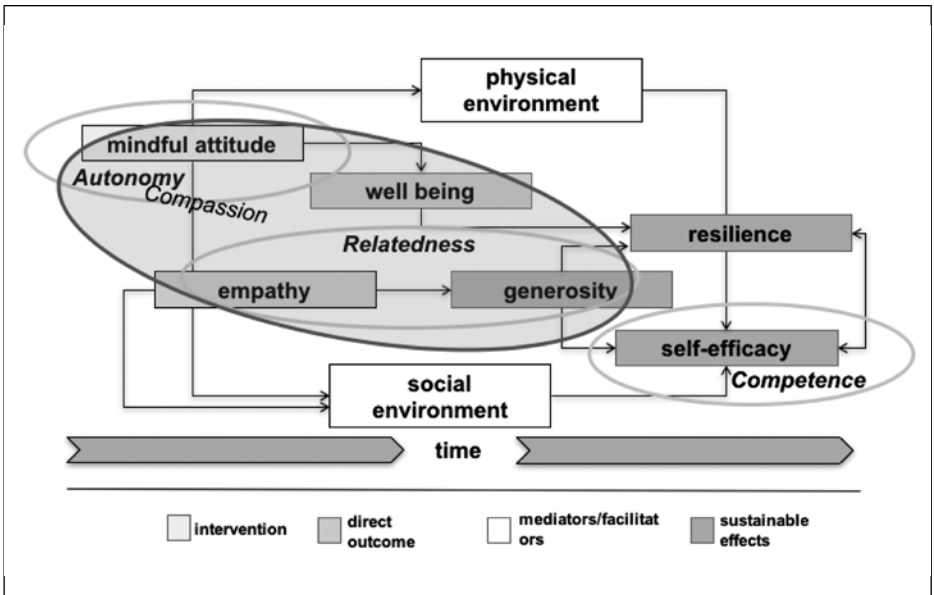 physical
environment
mindful attitude
Autonomy
Compassion
well being
Relatedness
resilience
empathy
generosity
self-efficacy
Competence
social
environment
time
intervention
direct
outcome
mediators/facilitat
ors
sustainable
effects